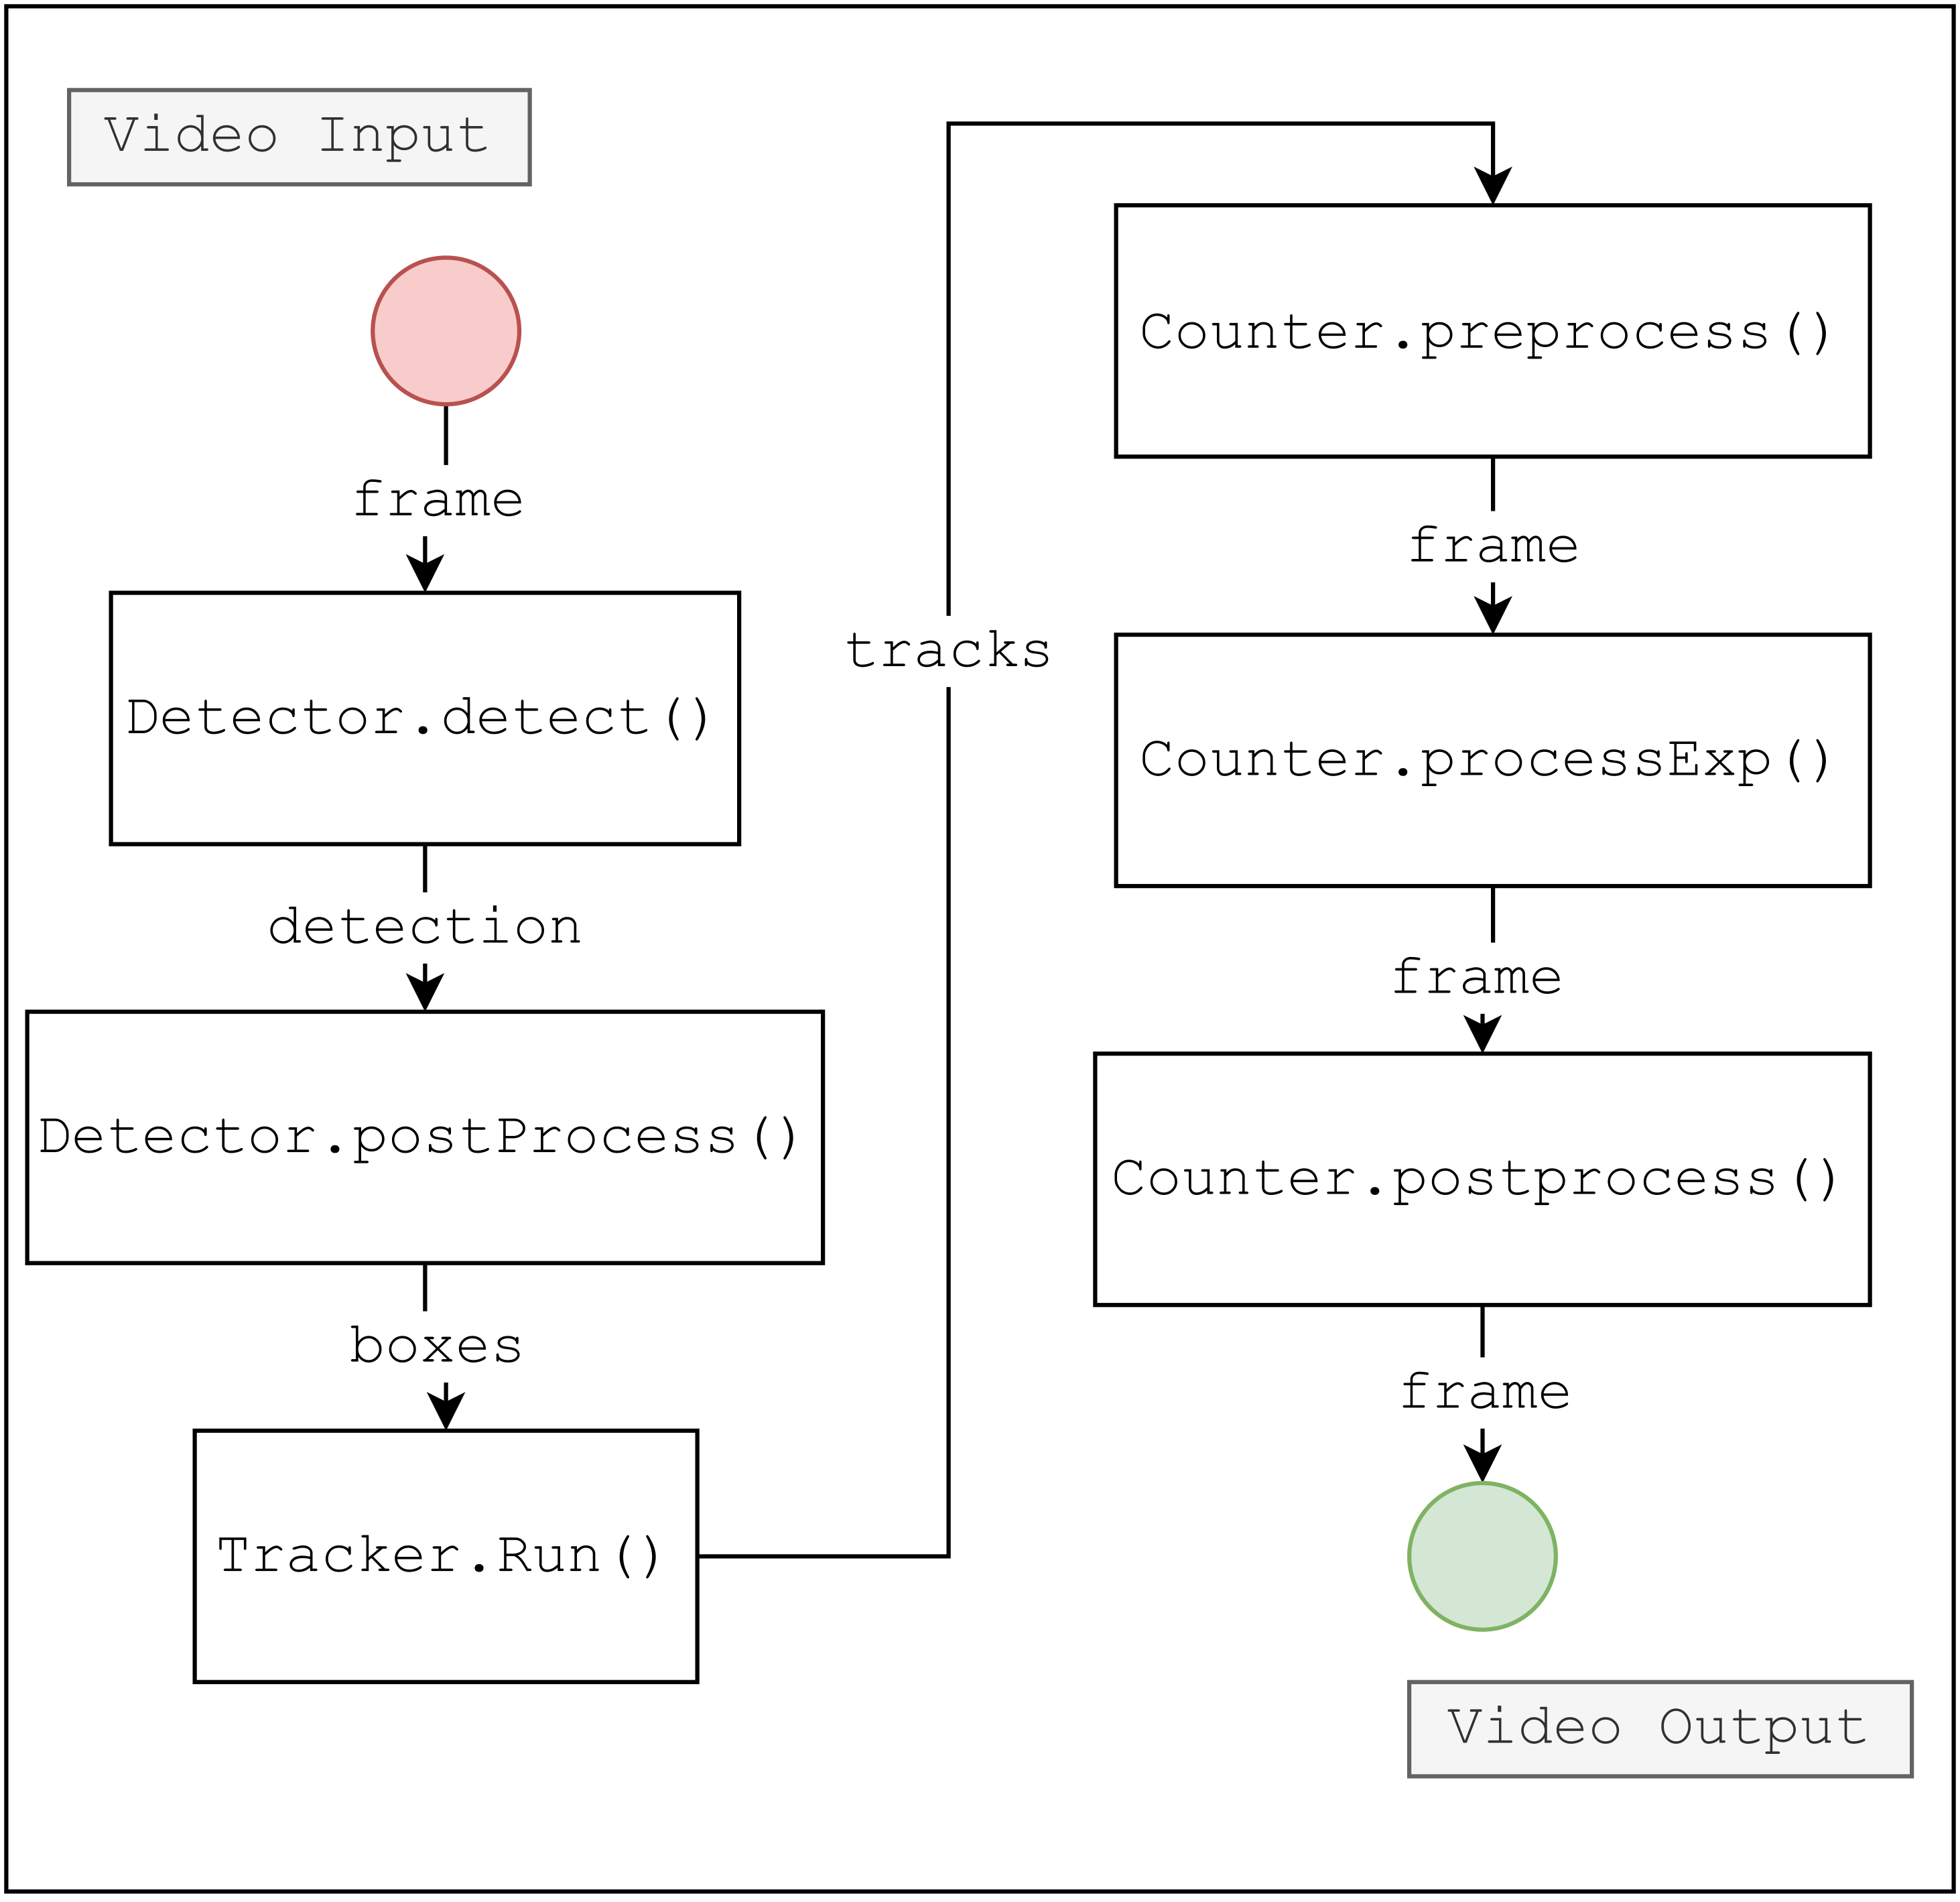 Video Input
frame
Detector.detect()
detection
Detector.postProcess()
boxes
Tracker.Run()
tracks
Counter.preprocess()
frame
Counter.processExp()
frame
Counter.postprocess()
frame
Video Output